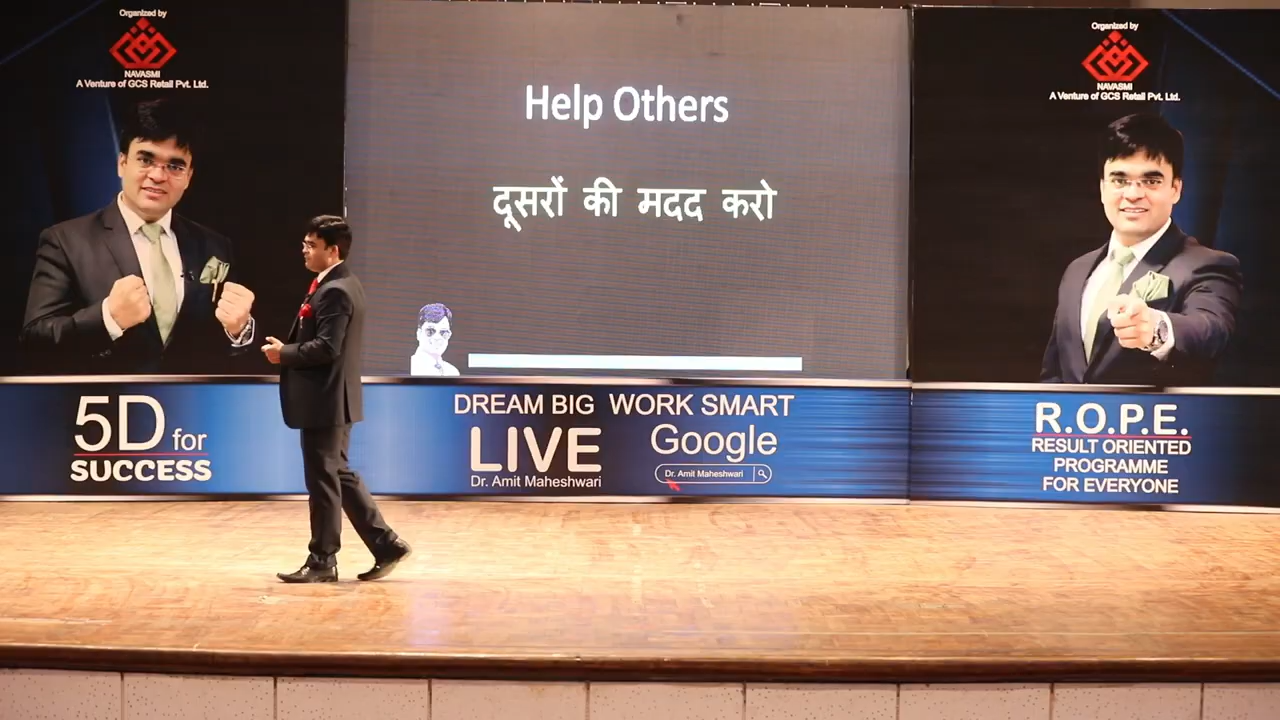 Organized by
NAVASMI
A Venture of GCS Retail Pvt. Ltd.
Help Others
दूसरों की मदद करो
Organized by
NAVASMI
A Venture of GCS Retail Pvt. Ltd.
5D for
SUCCESS
DREAM BIG WORK SMART
LIVE
Dr. Amit Maheshwari
Google
Dr. Amit Maheshwari
R.O.P.E.
RESULT ORIENTED
PROGRAMME
FOR EVERYONE